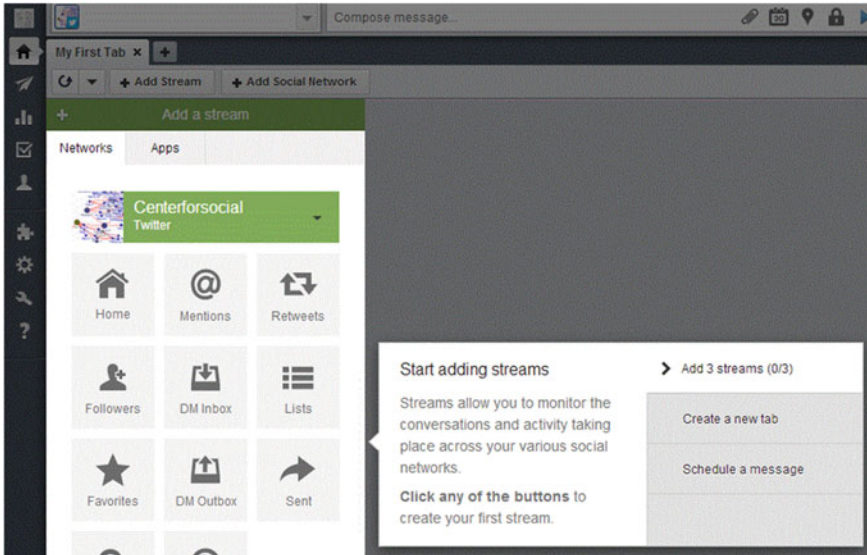 Compose message...
30
My First Tab × +
+ Add Stream + Add Social Network
+ Add a stream
Networks Apps
Centerforsocial
Twitter
Home @ Mentions Retweets
Followers DM Inbox Lists
Favorites DM Outbox Sent
?
Start adding streams
Streams allow you to monitor the
conversations and activity taking
place across your various social
networks.
Click any of the buttons to
create your first stream.
Add 3 streams (0/3)
Create a new tab
Schedule a message